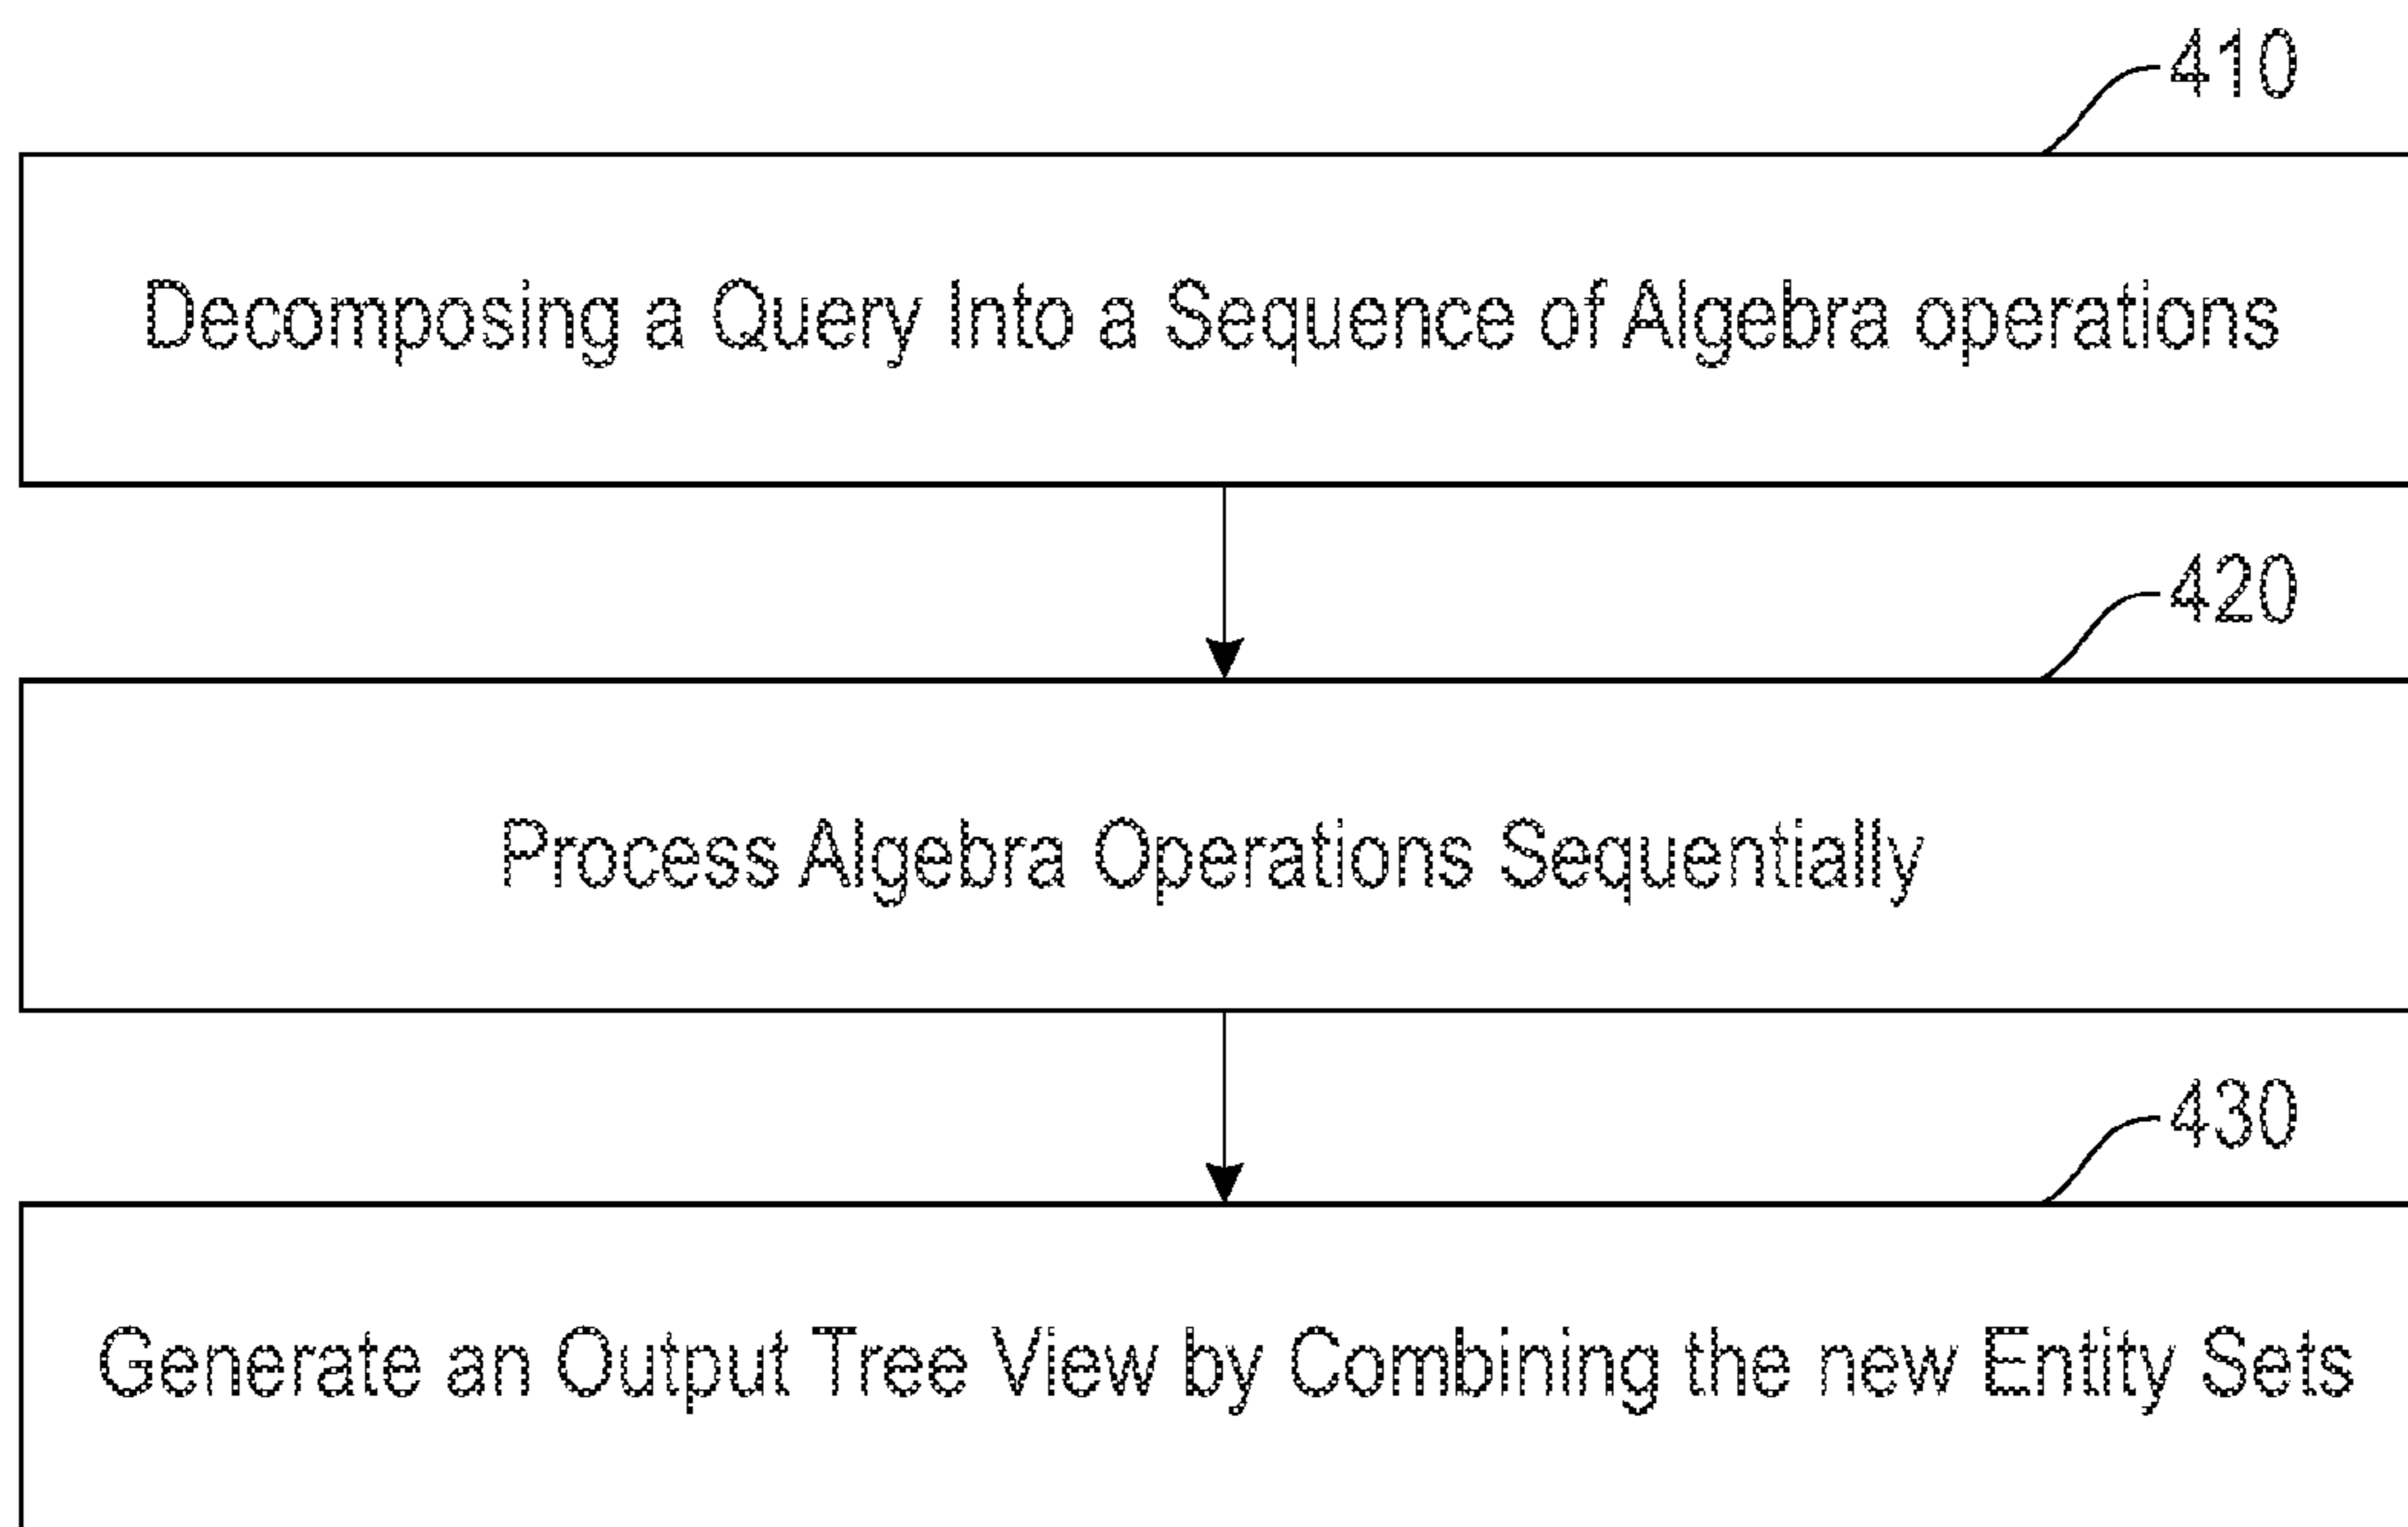 410
Decomposing a Query Into a Sequence of Algebra operations
420
Process Algebra Operations Sequentially
430
Generate an Output Tree View by Combining the new Entity Sets